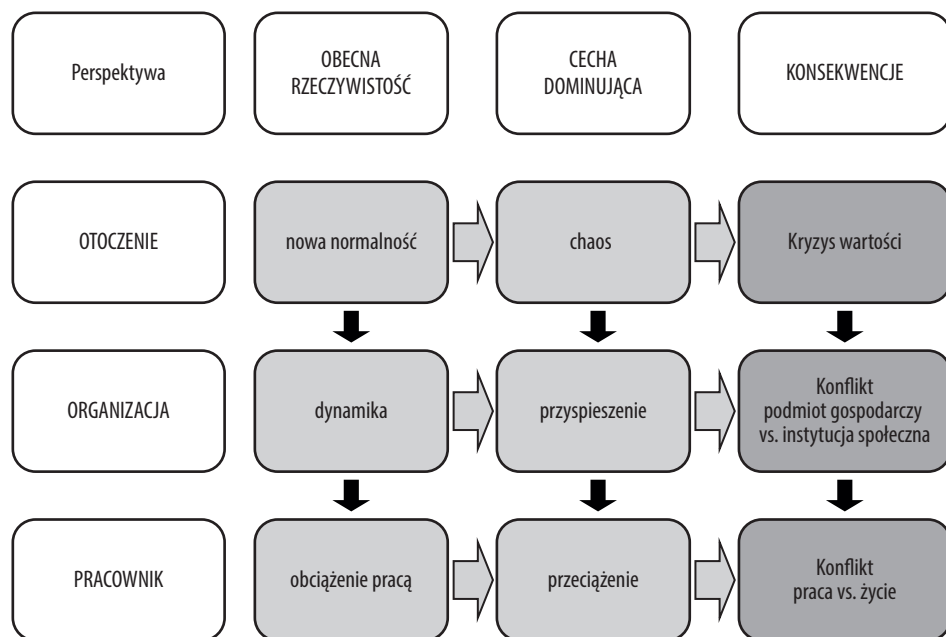 Perspektywa
OBECNA
RZECZYWISTOŚĆ
CECHA
DOMINUJĄCA
KONSEKWENCJE
OTOCZENIE
nowa normalność
chaos
Kryzys wartości
ORGANIZACJA
dynamika
przyspieszenie
Konflikt
podmiot gospodarczy
vs. instytucja społeczna
PRACOWNIK
obciążenie pracą
przeciążenie
Konflikt
praca vs. życie